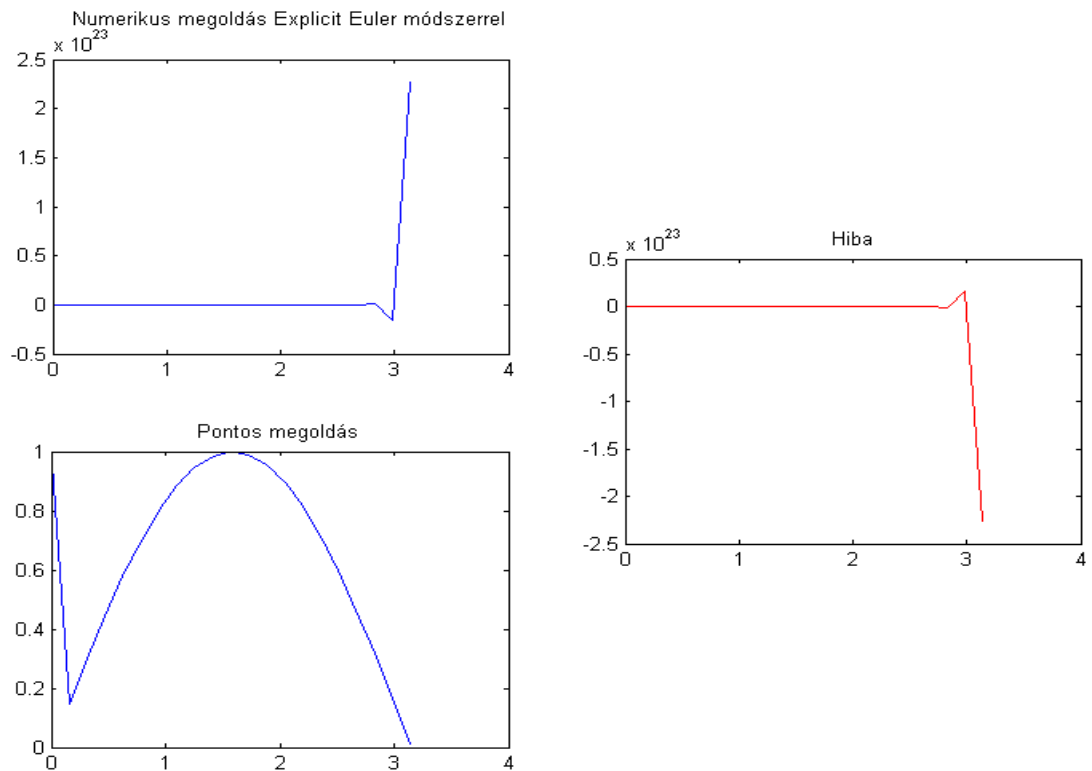 Numerikus megoldás Explicit Euler módszerrel
x 10^23
2.5
2
1.5
1
0.5
0
-0.5
0 1 2 3 4
Pontos megoldás
1
0.8
0.6
0.4
0.2
0
0 1 2 3 4
Hiba
x 10^23
0.5
0
-0.5
-1
-1.5
-2
-2.5
0 1 2 3 4